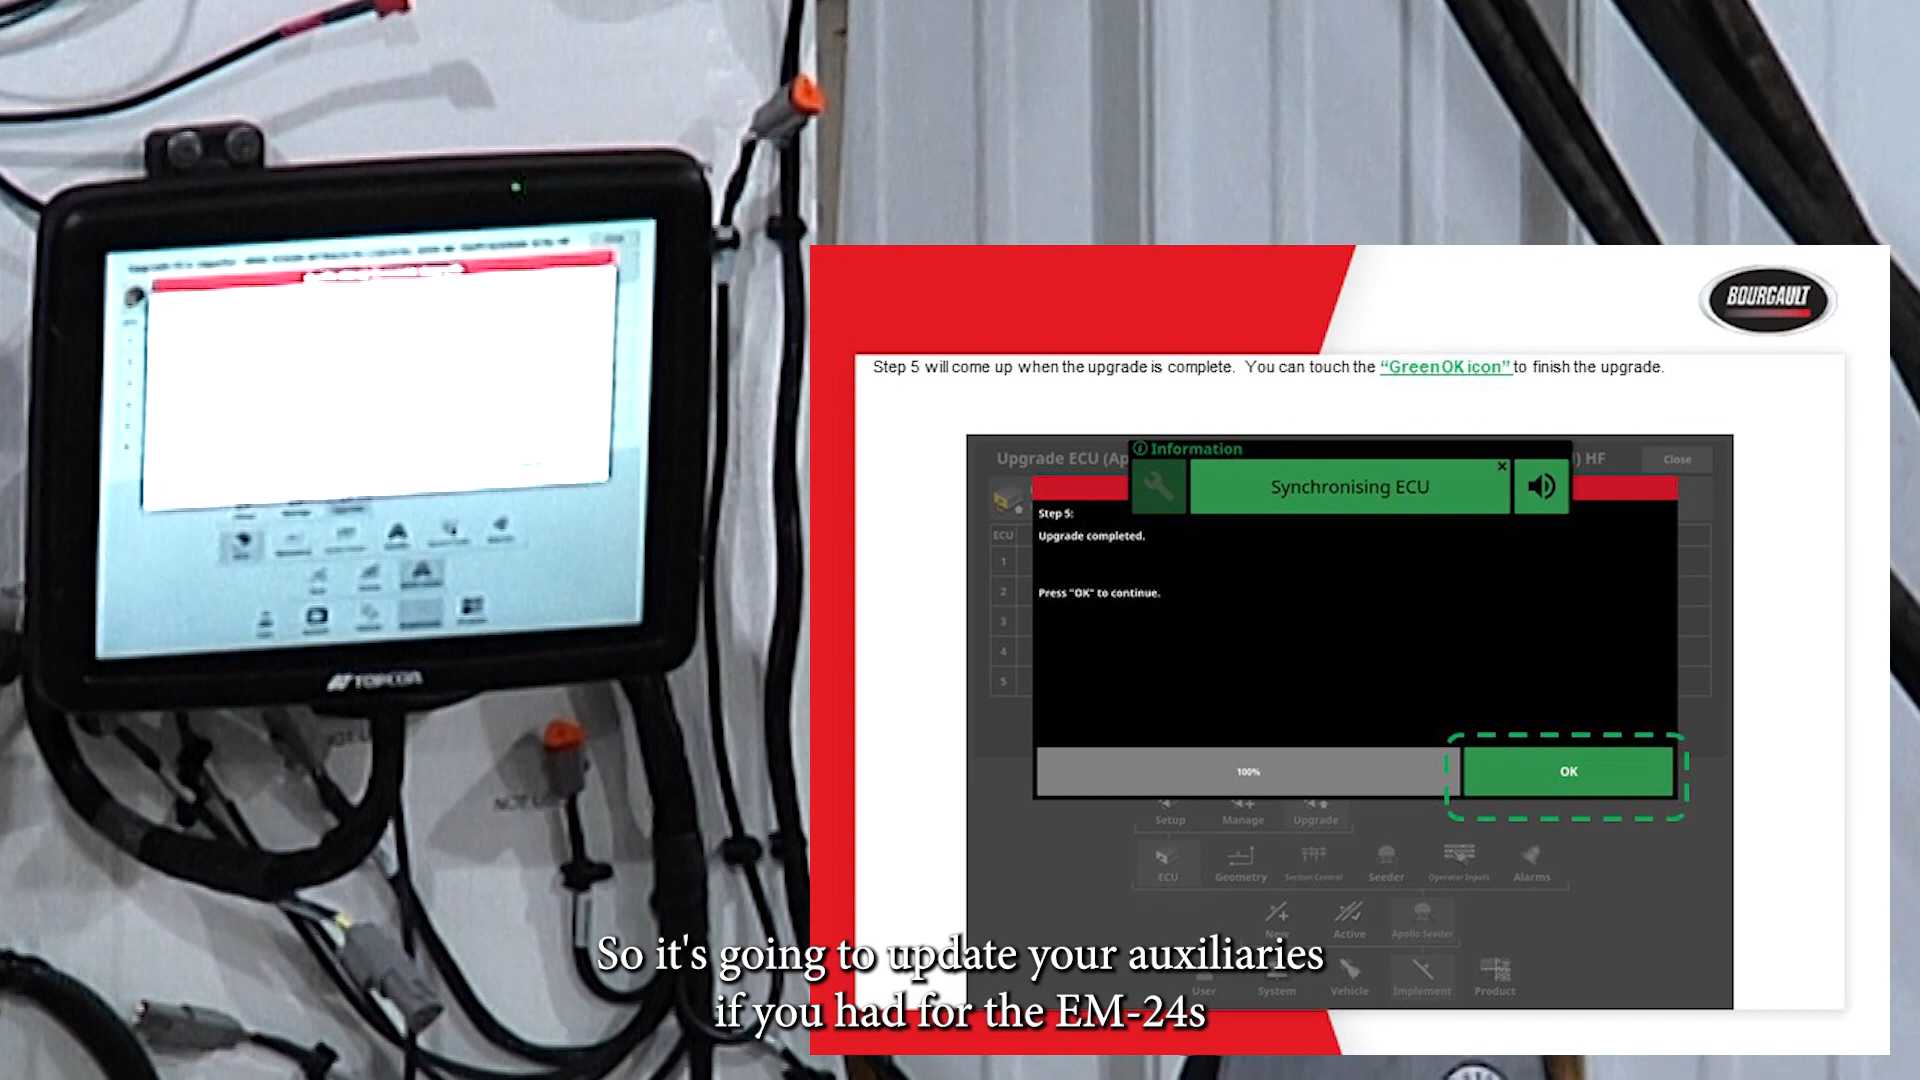 BOURGAULT
Step 5 will come up when the upgrade is complete. You can touch the “Green OK icon” to finish the upgrade.
Information
Upgrade ECU (Ap
) HF
Close
Synchronising ECU
Step 5:
Upgrade completed.
Press "OK" to continue.
ECU
1
2
3
4
5
100%
OK
Setup Manage Upgrade
ECU Geometry Section Control Seeder Operator Inputs Alarms
New Active Apollo Seeder
User System Vehicle Implement Product
TOPCON
NOT U
So it's going to update your auxiliaries
if you had for the EM-24s